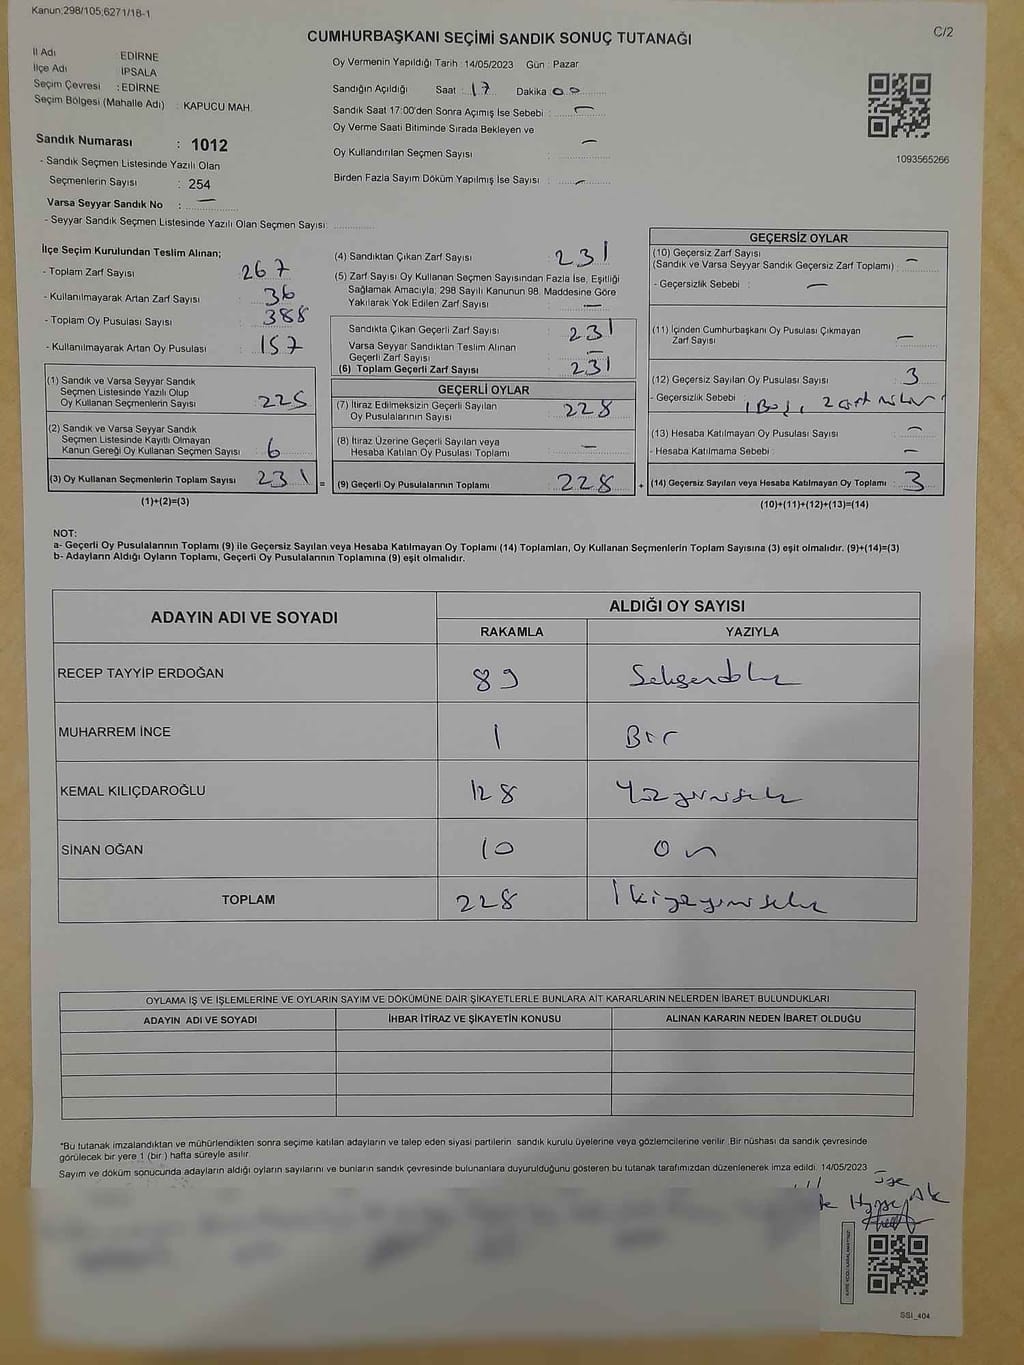 Kanun;298/105;6271/18-1
C/2
CUMHURBAŞKANI SEÇİMİ SANDIK SONUÇ TUTANAĞI
İl Adı EDİRNE
İlçe Adı İPSALA
Seçim Çevresi : EDİRNE
Seçim Bölgesi (Mahalle Adı) : KAPUCU MAH.
Sandık Numarası : 1012
- Sandık Seçmen Listesinde Yazılı Olan
Seçmenlerin Sayısı : 254
Varsa Seyyar Sandık No : —
- Seyyar Sandık Seçmen Listesinde Yazılı Olan Seçmen Sayısı:
Oy Vermenin Yapıldığı Tarih : 14/05/2023 Gün : Pazar
Sandığın Açıldığı Saat : 17 Dakika 00
Sandık Saat 17:00'den Sonra Açımış İse Sebebi : —
Oy Verme Saati Bitiminde Sırada Bekleyen ve
Oy Kullandırılan Seçmen Sayısı : —
Birden Fazla Sayım Döküm Yapılmış İse Sayısı : —
1093565266
İlçe Seçim Kurulundan Teslim Alınan;
- Toplam Zarf Sayısı : 267
- Kullanılmayarak Artan Zarf Sayısı : 36
- Toplam Oy Pusulası Sayısı : 388
- Kullanılmayarak Artan Oy Pusulası : 157
(1) Sandık ve Varsa Seyyar Sandık
Seçmen Listesinde Yazılı Olup
Oy Kullanan Seçmenlerin Sayısı : 225
(2) Sandık ve Varsa Seyyar Sandık
Seçmen Listesinde Kayıtlı Olmayan
Kanun Gereği Oy Kullanan Seçmen Sayısı : 6
(3) Oy Kullanan Seçmenlerin Toplam Sayısı : 231 =
(1)+(2)=(3)
(4) Sandıktan Çıkan Zarf Sayısı : 231
(5) Zarf Sayısı Oy Kullanan Seçmen Sayısından Fazla İse, Eşitliği
Sağlamak Amacıyla; 298 Sayılı Kanunun 98. Maddesine Göre
Yakılarak Yok Edilen Zarf Sayısı : —
Sandıkta Çıkan Geçerli Zarf Sayısı : 231
Varsa Seyyar Sandıktan Teslim Alınan
Geçerli Zarf Sayısı : —
(6) Toplam Geçerli Zarf Sayısı : 231
GEÇERLİ OYLAR
(7) İtiraz Edilmeksizin Geçerli Sayılan
Oy Pusulalarının Sayısı : 228
(8) İtiraz Üzerine Geçerli Sayılan veya
Hesaba Katılan Oy Pusulası Toplamı : —
(9) Geçerli Oy Pusulalarının Toplamı : 228 +
GEÇERSİZ OYLAR
(10) Geçersiz Zarf Sayısı
(Sandık ve Varsa Seyyar Sandık Geçersiz Zarf Toplamı) : —
- Geçersizlik Sebebi : —
(11) İçinden Cumhurbaşkanı Oy Pusulası Çıkmayan
Zarf Sayısı : —
(12) Geçersiz Sayılan Oy Pusulası Sayısı : 3
- Geçersizlik Sebebi : 1 Boş, 2
(13) Hesaba Katılmayan Oy Pusulası Sayısı : —
- Hesaba Katılmama Sebebi : —
(14) Geçersiz Sayılan veya Hesaba Katılmayan Oy Toplamı : 3
(10)+(11)+(12)+(13)=(14)
NOT:
a- Geçerli Oy Pusulalarının Toplamı (9) ile Geçersiz Sayılan veya Hesaba Katılmayan Oy Toplamı (14) Toplamları, Oy Kullanan Seçmenlerin Toplam Sayısına (3) eşit olmalıdır. (9)+(14)=(3)
b- Adayların Aldığı Oyların Toplamı, Geçerli Oy Pusulalarının Toplamına (9) eşit olmalıdır.
ADAYIN ADI VE SOYADI ALDIĞI OY SAYISI
RAKAMLA YAZIYLA
RECEP TAYYİP ERDOĞAN 89 Seksendokuz
MUHARREM İNCE 1 Bir
KEMAL KILIÇDAROĞLU 128 Yüzyirmisekiz
SİNAN OĞAN 10 On
TOPLAM 228 İkiyüzyirmisekiz
OYLAMA İŞ VE İŞLEMLERİNE VE OYLARIN SAYIM VE DÖKÜMÜNE DAİR ŞİKAYETLERLE BUNLARA AİT KARARLARIN NELERDEN İBARET BULUNDUKLARI
ADAYIN ADI VE SOYADI İHBAR İTİRAZ VE ŞİKAYETİN KONUSU ALINAN KARARIN NEDEN İBARET OLDUĞU
*Bu tutanak imzalandıktan ve mühürlendikten sonra seçime katılan adayların ve talep eden siyasi partilerin sandık kurulu üyelerine veya gözlemcilerine verilir. Bir nüshası da sandık çevresinde
görülecek bir yere 1 (bir ) hafta süreyle asılır.
Sayım ve döküm sonucunda adayların aldığı oyların sayılarını ve bunların sandık çevresinde bulunanlara duyurulduğunu gösteren bu tutanak tarafımızdan düzenlenerek imza edildi. 14/05/2023
SSİ_404